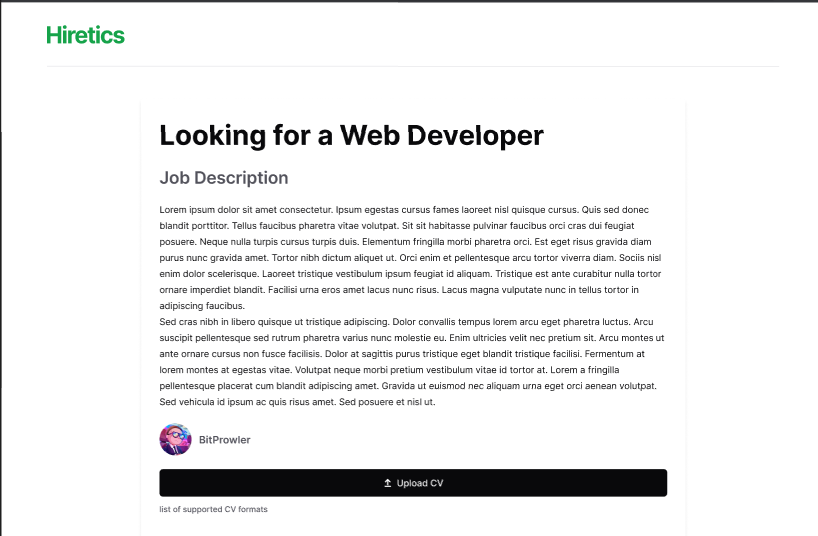 Hiretics
Looking for a Web Developer
Job Description
Lorem ipsum dolor sit amet consectetur. Ipsum egestas cursus fames laoreet nisl quisque cursus. Quis sed donec
blandit porttitor. Tellus faucibus pharetra vitae volutpat. Sit sit habitasse pulvinar faucibus orci cras dui feugiat
posuere. Neque nulla turpis cursus turpis duis. Elementum fringilla morbi pharetra orci. Est eget risus gravida diam
purus nunc gravida amet. Tortor nibh dictum aliquet ut. Orci enim et pellentesque arcu tortor viverra diam. Sociis nisl
enim dolor scelerisque. Laoreet tristique vestibulum ipsum feugiat id aliquam. Tristique est ante curabitur nulla tortor
ornare imperdiet blandit. Facilisi urna eros amet lacus nunc risus. Lacus magna vulputate nunc in tellus tortor in
adipiscing faucibus.
Sed cras nibh in libero quisque ut tristique adipiscing. Dolor convallis tempus lorem arcu eget pharetra luctus. Arcu
suscipit pellentesque sed rutrum pharetra varius nunc molestie eu. Enim ultricies velit nec pretium sit. Arcu montes ut
ante ornare cursus non fusce facilisis. Dolor at sagittis purus tristique eget blandit tristique facilisi. Fermentum at
lorem montes at egestas vitae. Volutpat neque morbi pretium vestibulum vitae id tortor at. Lorem a fringilla
pellentesque placerat cum blandit adipiscing amet. Gravida ut euismod nec aliquam urna eget orci aenean volutpat.
Sed vehicula id ipsum ac quis risus amet. Sed posuere et nisl ut.
BitProwler
Upload CV
list of supported CV formats